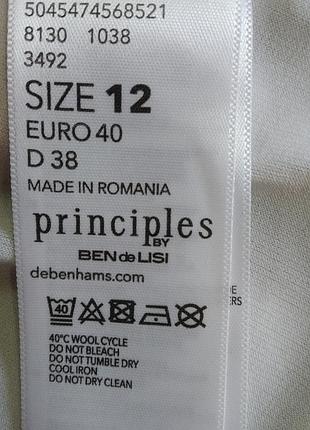 5045474568521
8130 1038
3492
SIZE 12
EURO 40
D 38
MADE IN ROMANIA
principles
BY
BEN de LISI
debenhams.com
40
40°C WOOL CYCLE
DO NOT BLEACH
DO NOT TUMBLE DRY
COOL IRON
DO NOT DRY CLEAN